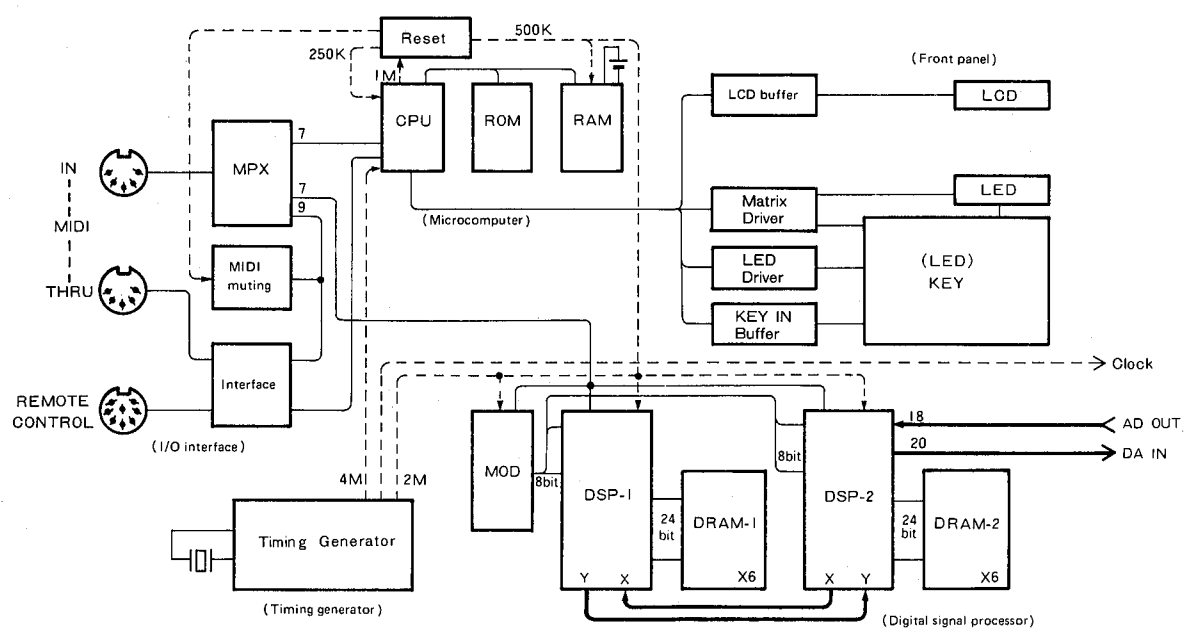 Reset
500K
250K
1M
(Front panel)
CPU
ROM
RAM
LCD buffer
LCD
MPX
7
IN
7
9
MIDI
THRU
(Microcomputer)
Matrix
Driver
LED
MIDI
muting
LED
Driver
(LED)
KEY
KEY IN
Buffer
Interface
Clock
REMOTE
CONTROL
(I/O interface)
18
AD OUT
20
DA IN
4M
2M
MOD
8bit
DSP-1
24
bit
DRAM-1
X6
8bit
DSP-2
24
bit
DRAM-2
X6
Timing Generator
Y
X
X
Y
(Timing generator)
(Digital signal processor)